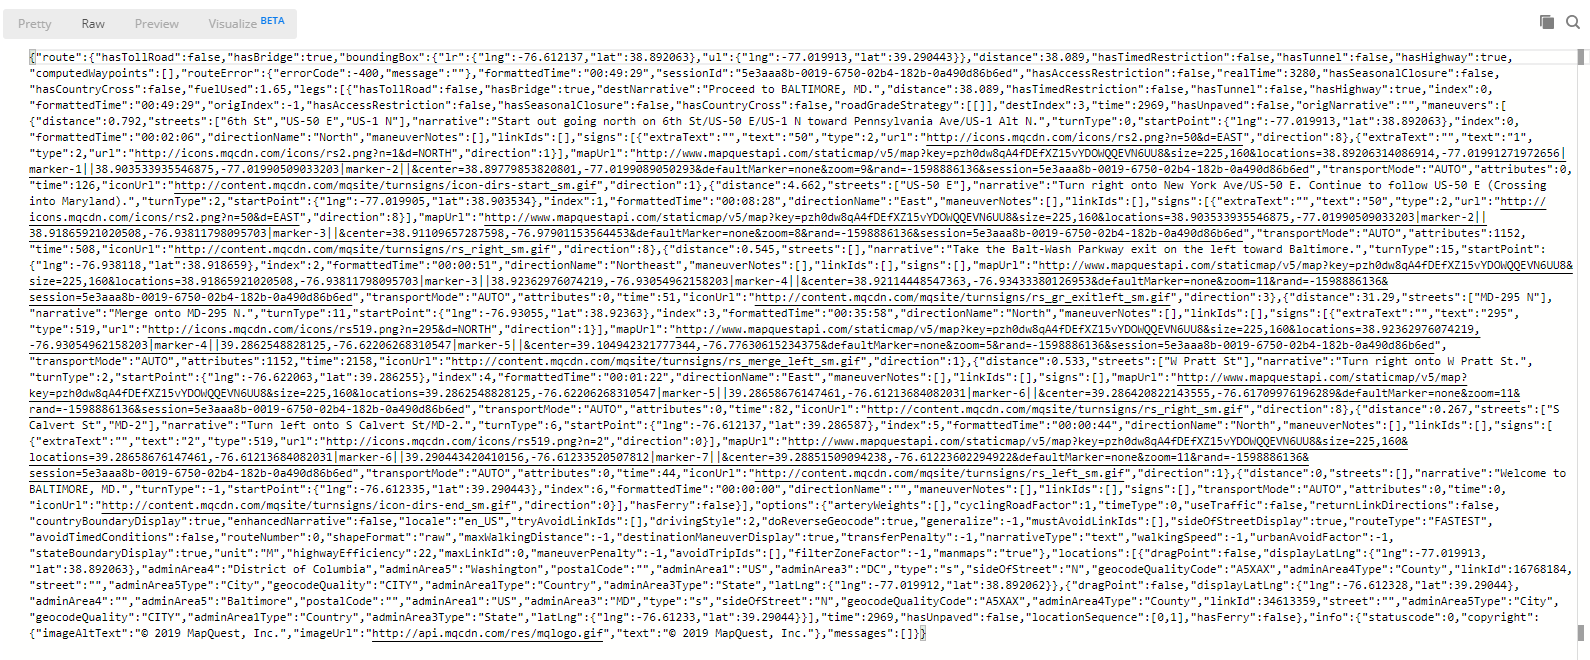 Pretty Raw Preview Visualize BETA
{"route":{"hasTollRoad":false,"hasBridge":true,"boundingBox":{"lr":{"lng":-76.612137,"lat":38.892063},"ul":{"lng":-77.019913,"lat":39.290443}},"distance":38.089,"hasTimedRestriction":false,"hasTunnel":false,"hasHighway":true,
"computedWaypoints":[],"routeError":{"errorCode":-400,"message":""},"formattedTime":"00:49:29","sessionId":"5e3aaa8b-0019-6750-02b4-182b-0a490d86b6ed","hasAccessRestriction":false,"realTime":3280,"hasSeasonalClosure":false,
"hasCountryCross":false,"fuelUsed":1.65,"legs":[{"hasTollRoad":false,"hasBridge":true,"destNarrative":"Proceed to BALTIMORE, MD.","distance":38.089,"hasTimedRestriction":false,"hasTunnel":false,"hasHighway":true,"index":0,
"formattedTime":"00:49:29","origIndex":-1,"hasAccessRestriction":false,"hasSeasonalClosure":false,"hasCountryCross":false,"roadGradeStrategy":[[]],"destIndex":3,"time":2969,"hasUnpaved":false,"origNarrative":"","maneuvers":[
{"distance":0.792,"streets":["6th St","US-50 E","US-1 N"],"narrative":"Start out going north on 6th St/US-50 E/US-1 N toward Pennsylvania Ave/US-1 Alt N.","turnType":0,"startPoint":{"lng":-77.019913,"lat":38.892063},"index":0,
"formattedTime":"00:02:06","directionName":"North","maneuverNotes":[],"linkIds":[],"signs":[{"extraText":"","text":"50","type":2,"url":"http://icons.mqcdn.com/icons/rs2.png?n=50&d=EAST","direction":8},{"extraText":"","text":"1",
"type":2,"url":"http://icons.mqcdn.com/icons/rs2.png?n=1&d=NORTH","direction":1}],"mapUrl":"http://www.mapquestapi.com/staticmap/v5/map?key=pzh0dw8qA4fDEfXZ15vYDOWQQEVN6UU8&size=225,160&locations=38.89206314086914,-77.01991271972656|
marker-1||38.903533935546875,-77.01990509033203|marker-2||&center=38.89779853820801,-77.0199089050293&defaultMarker=none&zoom=9&rand=-1598886136&session=5e3aaa8b-0019-6750-02b4-182b-0a490d86b6ed","transportMode":"AUTO","attributes":0,
"time":126,"iconUrl":"http://content.mqcdn.com/mqsite/turnsigns/icon-dirs-start_sm.gif","direction":1},{"distance":4.662,"streets":["US-50 E"],"narrative":"Turn right onto New York Ave/US-50 E. Continue to follow US-50 E (Crossing
into Maryland).","turnType":2,"startPoint":{"lng":-77.019905,"lat":38.903534},"index":1,"formattedTime":"00:08:28","directionName":"East","maneuverNotes":[],"linkIds":[],"signs":[{"extraText":"","text":"50","type":2,"url":"http://
icons.mqcdn.com/icons/rs2.png?n=50&d=EAST","direction":8}],"mapUrl":"http://www.mapquestapi.com/staticmap/v5/map?key=pzh0dw8qA4fDEfXZ15vYDOWQQEVN6UU8&size=225,160&locations=38.903533935546875,-77.01990509033203|marker-2||
38.91865921020508,-76.93811798095703|marker-3||&center=38.91109657287598,-76.97901153564453&defaultMarker=none&zoom=8&rand=-1598886136&session=5e3aaa8b-0019-6750-02b4-182b-0a490d86b6ed","transportMode":"AUTO","attributes":1152,
"time":508,"iconUrl":"http://content.mqcdn.com/mqsite/turnsigns/rs_right_sm.gif","direction":8},{"distance":0.545,"streets":[],"narrative":"Take the Balt-Wash Parkway exit on the left toward Baltimore.","turnType":15,"startPoint":
{"lng":-76.938118,"lat":38.918659},"index":2,"formattedTime":"00:00:51","directionName":"Northeast","maneuverNotes":[],"linkIds":[],"signs":[],"mapUrl":"http://www.mapquestapi.com/staticmap/v5/map?key=pzh0dw8qA4fDEfXZ15vYDOWQQEVN6UU8&
size=225,160&locations=38.91865921020508,-76.93811798095703|marker-3||38.92362976074219,-76.93054962158203|marker-4||&center=38.92114448547363,-76.93433380126953&defaultMarker=none&zoom=11&rand=-1598886136&
session=5e3aaa8b-0019-6750-02b4-182b-0a490d86b6ed","transportMode":"AUTO","attributes":0,"time":51,"iconUrl":"http://content.mqcdn.com/mqsite/turnsigns/rs_gr_exitleft_sm.gif","direction":3},{"distance":31.29,"streets":["MD-295 N"],
"narrative":"Merge onto MD-295 N.","turnType":11,"startPoint":{"lng":-76.93055,"lat":38.92363},"index":3,"formattedTime":"00:35:58","directionName":"North","maneuverNotes":[],"linkIds":[],"signs":[{"extraText":"","text":"295",
"type":519,"url":"http://icons.mqcdn.com/icons/rs519.png?n=295&d=NORTH","direction":1}],"mapUrl":"http://www.mapquestapi.com/staticmap/v5/map?key=pzh0dw8qA4fDEfXZ15vYDOWQQEVN6UU8&size=225,160&locations=38.92362976074219,
-76.93054962158203|marker-4||39.2862548828125,-76.62206268310547|marker-5||&center=39.104942321777344,-76.77630615234375&defaultMarker=none&zoom=5&rand=-1598886136&session=5e3aaa8b-0019-6750-02b4-182b-0a490d86b6ed",
"transportMode":"AUTO","attributes":1152,"time":2158,"iconUrl":"http://content.mqcdn.com/mqsite/turnsigns/rs_merge_left_sm.gif","direction":1},{"distance":0.533,"streets":["W Pratt St"],"narrative":"Turn right onto W Pratt St.",
"turnType":2,"startPoint":{"lng":-76.622063,"lat":39.286255},"index":4,"formattedTime":"00:01:22","directionName":"East","maneuverNotes":[],"linkIds":[],"signs":[],"mapUrl":"http://www.mapquestapi.com/staticmap/v5/map?
key=pzh0dw8qA4fDEfXZ15vYDOWQQEVN6UU8&size=225,160&locations=39.2862548828125,-76.62206268310547|marker-5||39.28658676147461,-76.61213684082031|marker-6||&center=39.286420822143555,-76.61709976196289&defaultMarker=none&zoom=11&
rand=-1598886136&session=5e3aaa8b-0019-6750-02b4-182b-0a490d86b6ed","transportMode":"AUTO","attributes":0,"time":82,"iconUrl":"http://content.mqcdn.com/mqsite/turnsigns/rs_right_sm.gif","direction":8},{"distance":0.267,"streets":["S
Calvert St","MD-2"],"narrative":"Turn left onto S Calvert St/MD-2.","turnType":6,"startPoint":{"lng":-76.612137,"lat":39.286587},"index":5,"formattedTime":"00:00:44","directionName":"North","maneuverNotes":[],"linkIds":[],"signs":[
{"extraText":"","text":"2","type":519,"url":"http://icons.mqcdn.com/icons/rs519.png?n=2","direction":0}],"mapUrl":"http://www.mapquestapi.com/staticmap/v5/map?key=pzh0dw8qA4fDEfXZ15vYDOWQQEVN6UU8&size=225,160&
locations=39.28658676147461,-76.61213684082031|marker-6||39.290443420410156,-76.61233520507812|marker-7||&center=39.28851509094238,-76.61223602294922&defaultMarker=none&zoom=11&rand=-1598886136&
session=5e3aaa8b-0019-6750-02b4-182b-0a490d86b6ed","transportMode":"AUTO","attributes":0,"time":44,"iconUrl":"http://content.mqcdn.com/mqsite/turnsigns/rs_left_sm.gif","direction":1},{"distance":0,"streets":[],"narrative":"Welcome to
BALTIMORE, MD.","turnType":-1,"startPoint":{"lng":-76.612335,"lat":39.290443},"index":6,"formattedTime":"00:00:00","directionName":"","maneuverNotes":[],"linkIds":[],"signs":[],"transportMode":"AUTO","attributes":0,"time":0,
"iconUrl":"http://content.mqcdn.com/mqsite/turnsigns/icon-dirs-end_sm.gif","direction":0}],"hasFerry":false}],"options":{"arteryWeights":[],"cyclingRoadFactor":1,"timeType":0,"useTraffic":false,"returnLinkDirections":false,
"countryBoundaryDisplay":true,"enhancedNarrative":false,"locale":"en_US","tryAvoidLinkIds":[],"drivingStyle":2,"doReverseGeocode":true,"generalize":-1,"mustAvoidLinkIds":[],"sideOfStreetDisplay":true,"routeType":"FASTEST",
"avoidTimedConditions":false,"routeNumber":0,"shapeFormat":"raw","maxWalkingDistance":-1,"destinationManeuverDisplay":true,"transferPenalty":-1,"narrativeType":"text","walkingSpeed":-1,"urbanAvoidFactor":-1,
"stateBoundaryDisplay":true,"unit":"M","highwayEfficiency":22,"maxLinkId":0,"maneuverPenalty":-1,"avoidTripIds":[],"filterZoneFactor":-1,"manmaps":"true"},"locations":[{"dragPoint":false,"displayLatLng":{"lng":-77.019913,
"lat":38.892063},"adminArea4":"District of Columbia","adminArea5":"Washington","postalCode":"","adminArea1":"US","adminArea3":"DC","type":"s","sideOfStreet":"N","geocodeQualityCode":"A5XAX","adminArea4Type":"County","linkId":16768184,
"street":"","adminArea5Type":"City","geocodeQuality":"CITY","adminArea1Type":"Country","adminArea3Type":"State","latLng":{"lng":-77.019912,"lat":38.892062}},{"dragPoint":false,"displayLatLng":{"lng":-76.612328,"lat":39.29044},
"adminArea4":"","adminArea5":"Baltimore","postalCode":"","adminArea1":"US","adminArea3":"MD","type":"s","sideOfStreet":"N","geocodeQualityCode":"A5XAX","adminArea4Type":"County","linkId":34613359,"street":"","adminArea5Type":"City",
"geocodeQuality":"CITY","adminArea1Type":"Country","adminArea3Type":"State","latLng":{"lng":-76.61233,"lat":39.29044}}],"time":2969,"hasUnpaved":false,"locationSequence":[0,1],"hasFerry":false},"info":{"statuscode":0,"copyright":
{"imageAltText":"© 2019 MapQuest, Inc.","imageUrl":"http://api.mqcdn.com/res/mqlogo.gif","text":"© 2019 MapQuest, Inc."},"messages":[]}}